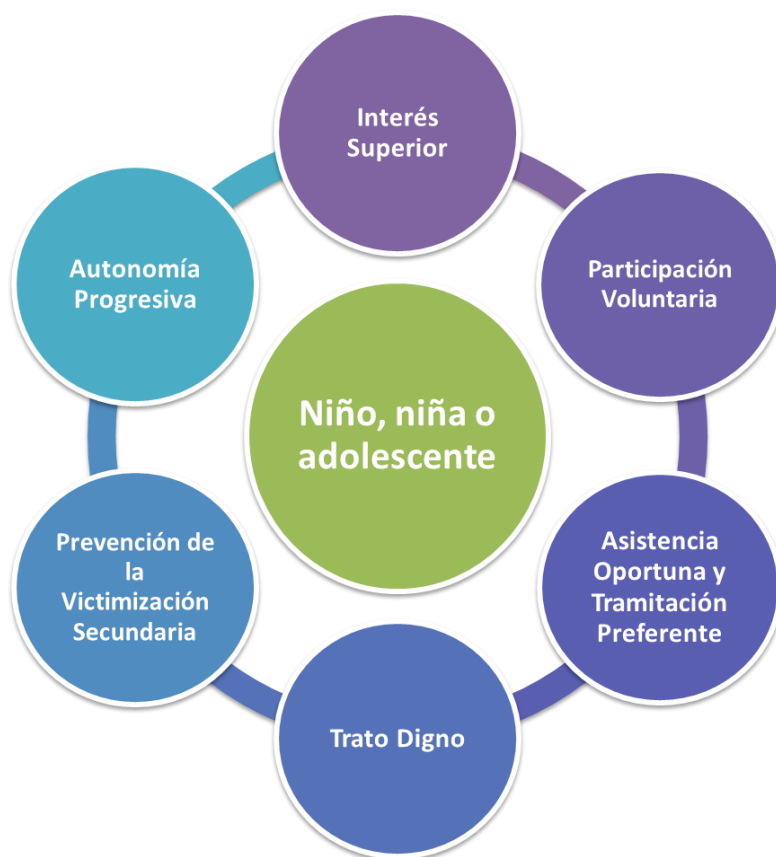 Interés
Superior
Participación
Voluntaria
Asistencia
Oportuna y
Tramitación
Preferente
Trato Digno
Prevención de
la
Victimización
Secundaria
Autonomía
Progresiva
Niño, niña o
adolescente